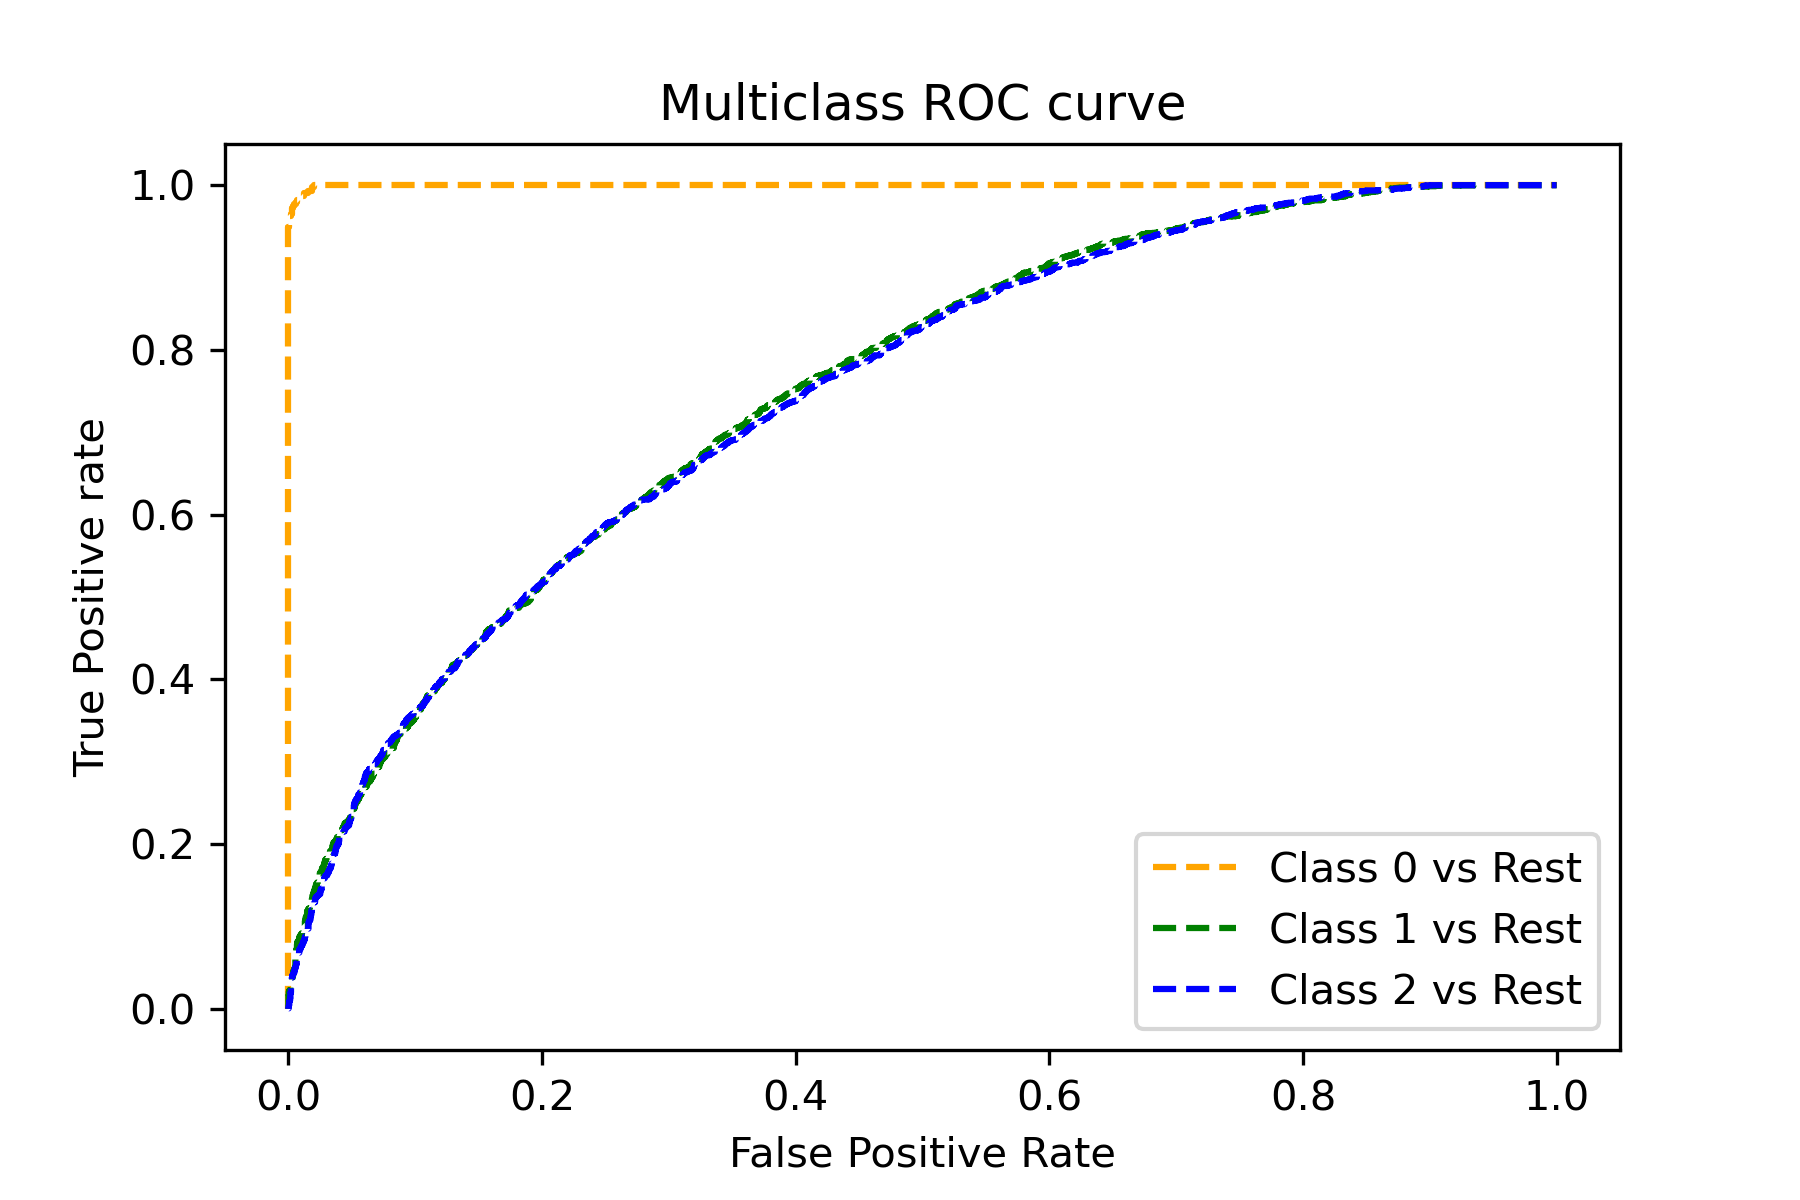 Multiclass ROC curve
1.0
0.8
0.6
0.4
0.2
0.0
True Positive rate
Class 0 vs Rest
Class 1 vs Rest
Class 2 vs Rest
0.0 0.2 0.4 0.6 0.8 1.0
False Positive Rate